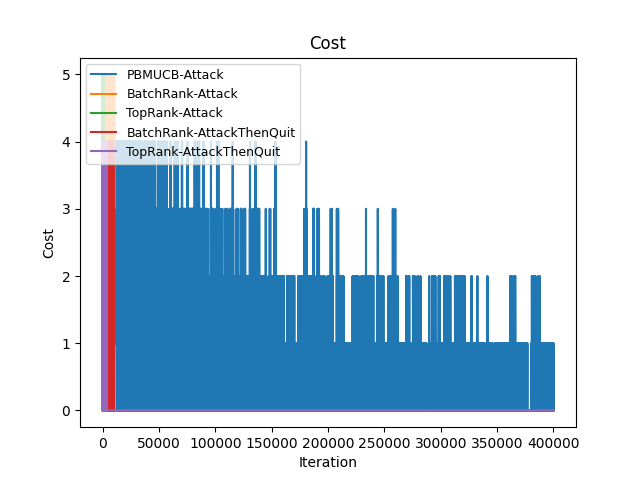 Cost
PBMUCB-Attack
BatchRank-Attack
TopRank-Attack
BatchRank-AttackThenQuit
TopRank-AttackThenQuit
Cost
5
4
3
2
1
0
0 50000 100000 150000 200000 250000 300000 350000 400000
Iteration